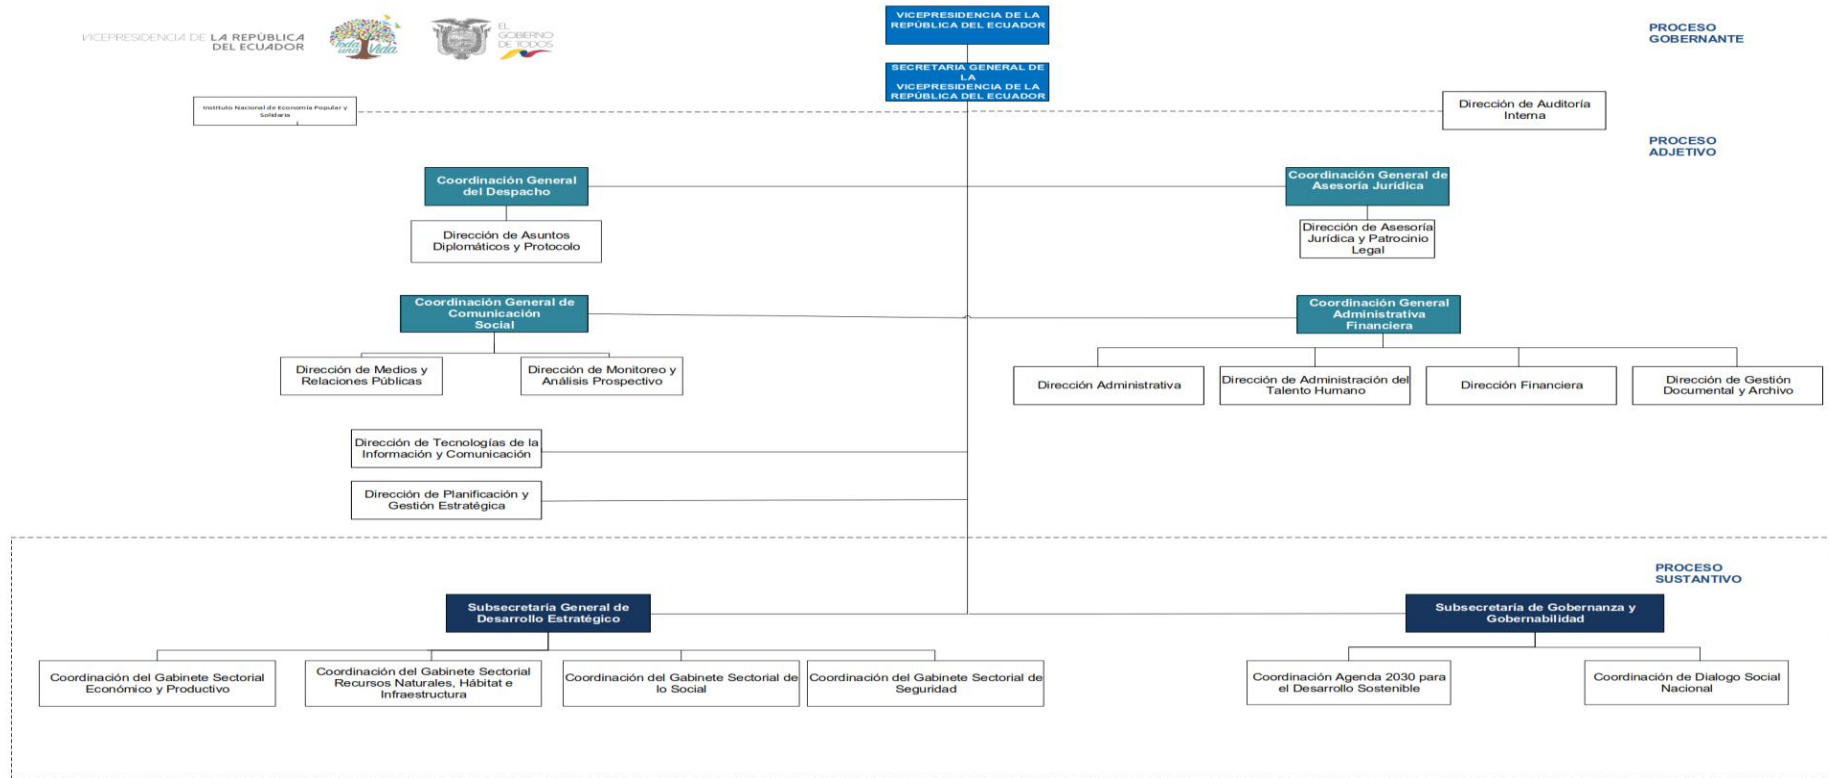 VICEPRESIDENCIA DE LA REPÚBLICA
DEL ECUADOR
Toda
una Vida
EL
GOBIERNO
DE TODOS
VICEPRESIDENCIA DE LA
REPÚBLICA DEL ECUADOR
PROCESO
GOBERNANTE
SECRETARIA GENERAL DE
LA
VICEPRESIDENCIA DE LA
REPÚBLICA DEL ECUADOR
Instituto Nacional de Economía Popular y
Solidaria
Dirección de Auditoría
Interna
PROCESO
ADJETIVO
Coordinación General
del Despacho
Coordinación General de
Asesoría Jurídica
Dirección de Asuntos
Diplomáticos y Protocolo
Dirección de Asesoría
Jurídica y Patrocinio
Legal
Coordinación General de
Comunicación
Social
Coordinación General
Administrativa
Financiera
Dirección de Medios y
Relaciones Públicas
Dirección de Monitoreo y
Análisis Prospectivo
Dirección Administrativa
Dirección de Administración del
Talento Humano
Dirección Financiera
Dirección de Gestión
Documental y Archivo
Dirección de Tecnologías de la
Información y Comunicación
Dirección de Planificación y
Gestión Estratégica
PROCESO
SUSTANTIVO
Subsecretaría General de
Desarrollo Estratégico
Subsecretaría de Gobernanza y
Gobernabilidad
Coordinación del Gabinete Sectorial
Económico y Productivo
Coordinación del Gabinete Sectorial
Recursos Naturales, Hábitat e
Infraestructura
Coordinación del Gabinete Sectorial de
lo Social
Coordinación del Gabinete Sectorial de
Seguridad
Coordinación Agenda 2030 para
el Desarrollo Sostenible
Coordinación de Dialogo Social
Nacional